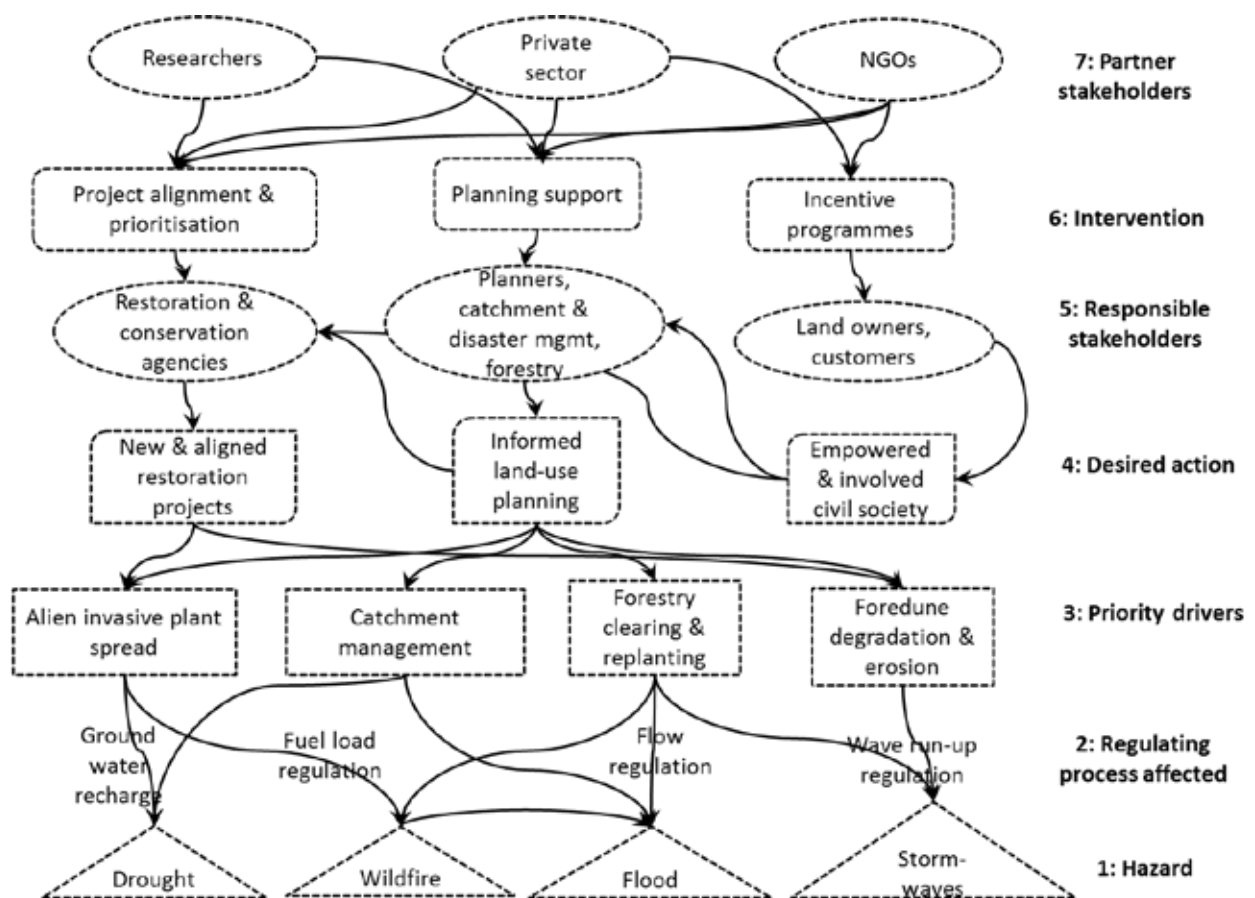 Researchers
Private
sector
NGOs
7: Partner
stakeholders
Project alignment &
prioritisation
Planning support
Incentive
programmes
6: Intervention
Restoration &
conservation
agencies
Planners,
catchment &
disaster mgmt,
forestry
Land owners,
customers
5: Responsible
stakeholders
New & aligned
restoration
projects
Informed
land-use
planning
Empowered
& involved
civil society
4: Desired action
Alien invasive plant
spread
Catchment
management
Forestry
clearing &
replanting
Foredune
degradation &
erosion
3: Priority drivers
Ground
water
recharge
Fuel load
regulation
Flow
regulation
Wave run-up
regulation
2: Regulating
process affected
Drought
Wildfire
Flood
Storm-
waves
1: Hazard